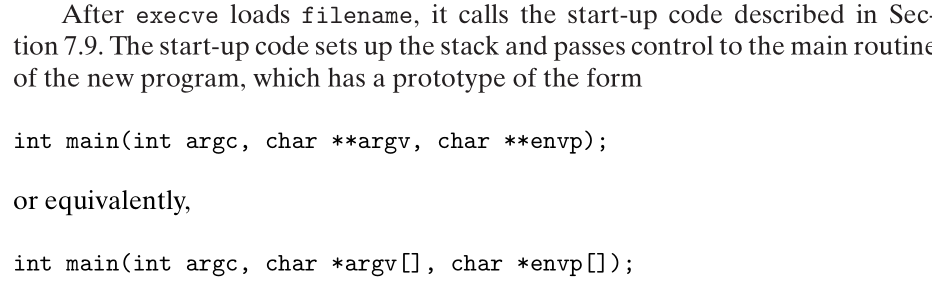 After execve loads filename, it calls the start-up code described in Sec-
tion 7.9. The start-up code sets up the stack and passes control to the main routine
of the new program, which has a prototype of the form
int main(int argc, char **argv, char **envp);
or equivalently,
int main(int argc, char *argv[], char *envp[]);